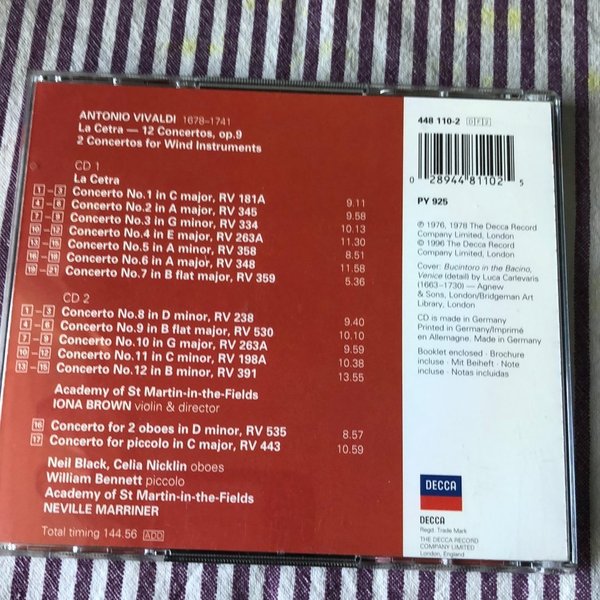 ANTONIO VIVALDI 1678–1741
La Cetra — 12 Concertos, op.9
2 Concertos for Wind Instruments
CD 1
La Cetra
1 – 3 Concerto No.1 in C major, RV 181A 9.11
4 – 6 Concerto No.2 in A major, RV 345 9.58
7 – 9 Concerto No.3 in G minor, RV 334 10.13
10 – 12 Concerto No.4 in E major, RV 263A 11.30
13 – 15 Concerto No.5 in A minor, RV 358 8.51
16 – 18 Concerto No.6 in A major, RV 348 11.58
19 – 21 Concerto No.7 in B flat major, RV 359 5.36
CD 2
1 – 3 Concerto No.8 in D minor, RV 238 9.40
4 – 6 Concerto No.9 in B flat major, RV 530 10.10
7 – 9 Concerto No.10 in G major, RV 263A 9.59
10 – 12 Concerto No.11 in C minor, RV 198A 10.38
13 – 15 Concerto No.12 in B minor, RV 391 13.55
Academy of St Martin-in-the-Fields
IONA BROWN violin & director
16 Concerto for 2 oboes in D minor, RV 535 8.57
17 Concerto for piccolo in C major, RV 443 10.59
Neil Black, Celia Nicklin oboes
William Bennett piccolo
Academy of St Martin-in-the-Fields
NEVILLE MARRINER
Total timing 144.56 ADD
448 110-2 DF2
0 28944 81102 5
PY 925
℗ 1976, 1978 The Decca Record
Company Limited, London
© 1996 The Decca Record
Company Limited, London
Cover: Bucintoro in the Bacino,
Venice (detail) by Luca Carlevaris
(1663–1730) — Agnew
& Sons, London/Bridgeman Art
Library, London
CD is made in Germany
Printed in Germany/Imprimé
en Allemagne. Made in Germany
Booklet enclosed · Brochure
incluse · Mit Beiheft · Note
incluse · Notas incluidas
DECCA
DECCA
Regd. Trade Mark
THE DECCA RECORD
COMPANY LIMITED
London, England